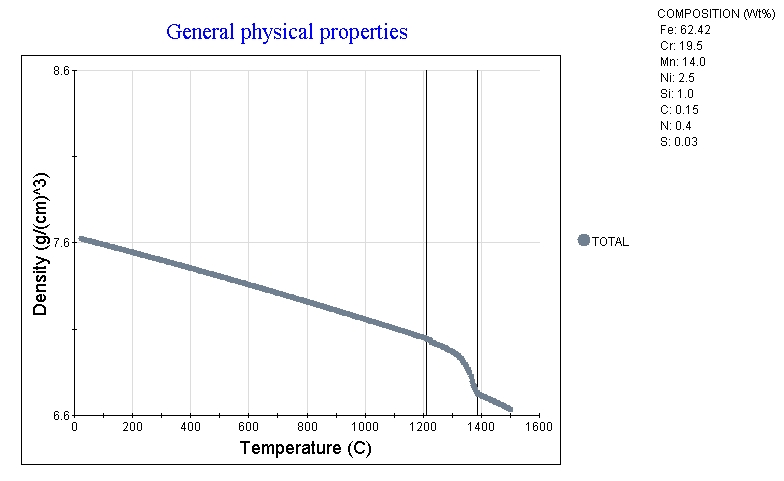 General physical properties
COMPOSITION (Wt%)
Fe: 62.42
Cr: 19.5
Mn: 14.0
Ni: 2.5
Si: 1.0
C: 0.15
N: 0.4
S: 0.03
8.6
7.6
6.6
Density (g/(cm)^3)
TOTAL
0 200 400 600 800 1000 1200 1400 1600
Temperature (C)